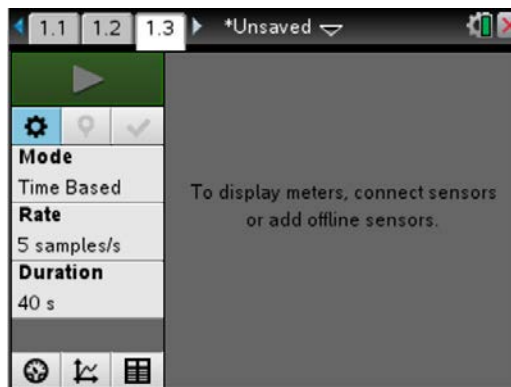 1.1 1.2 1.3 *Unsaved
Mode
Time Based
Rate
5 samples/s
Duration
40 s
To display meters, connect sensors
or add offline sensors.